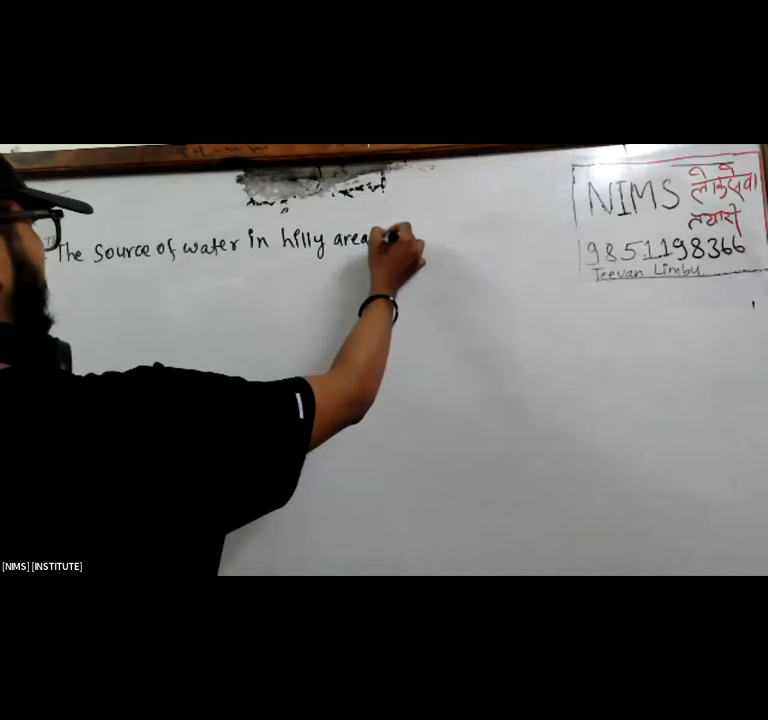 The Source of water in hilly area
NIMS लोकसेवा
तयारी
9851198366
Jeevan Limbu
[NIMS] [INSTITUTE]